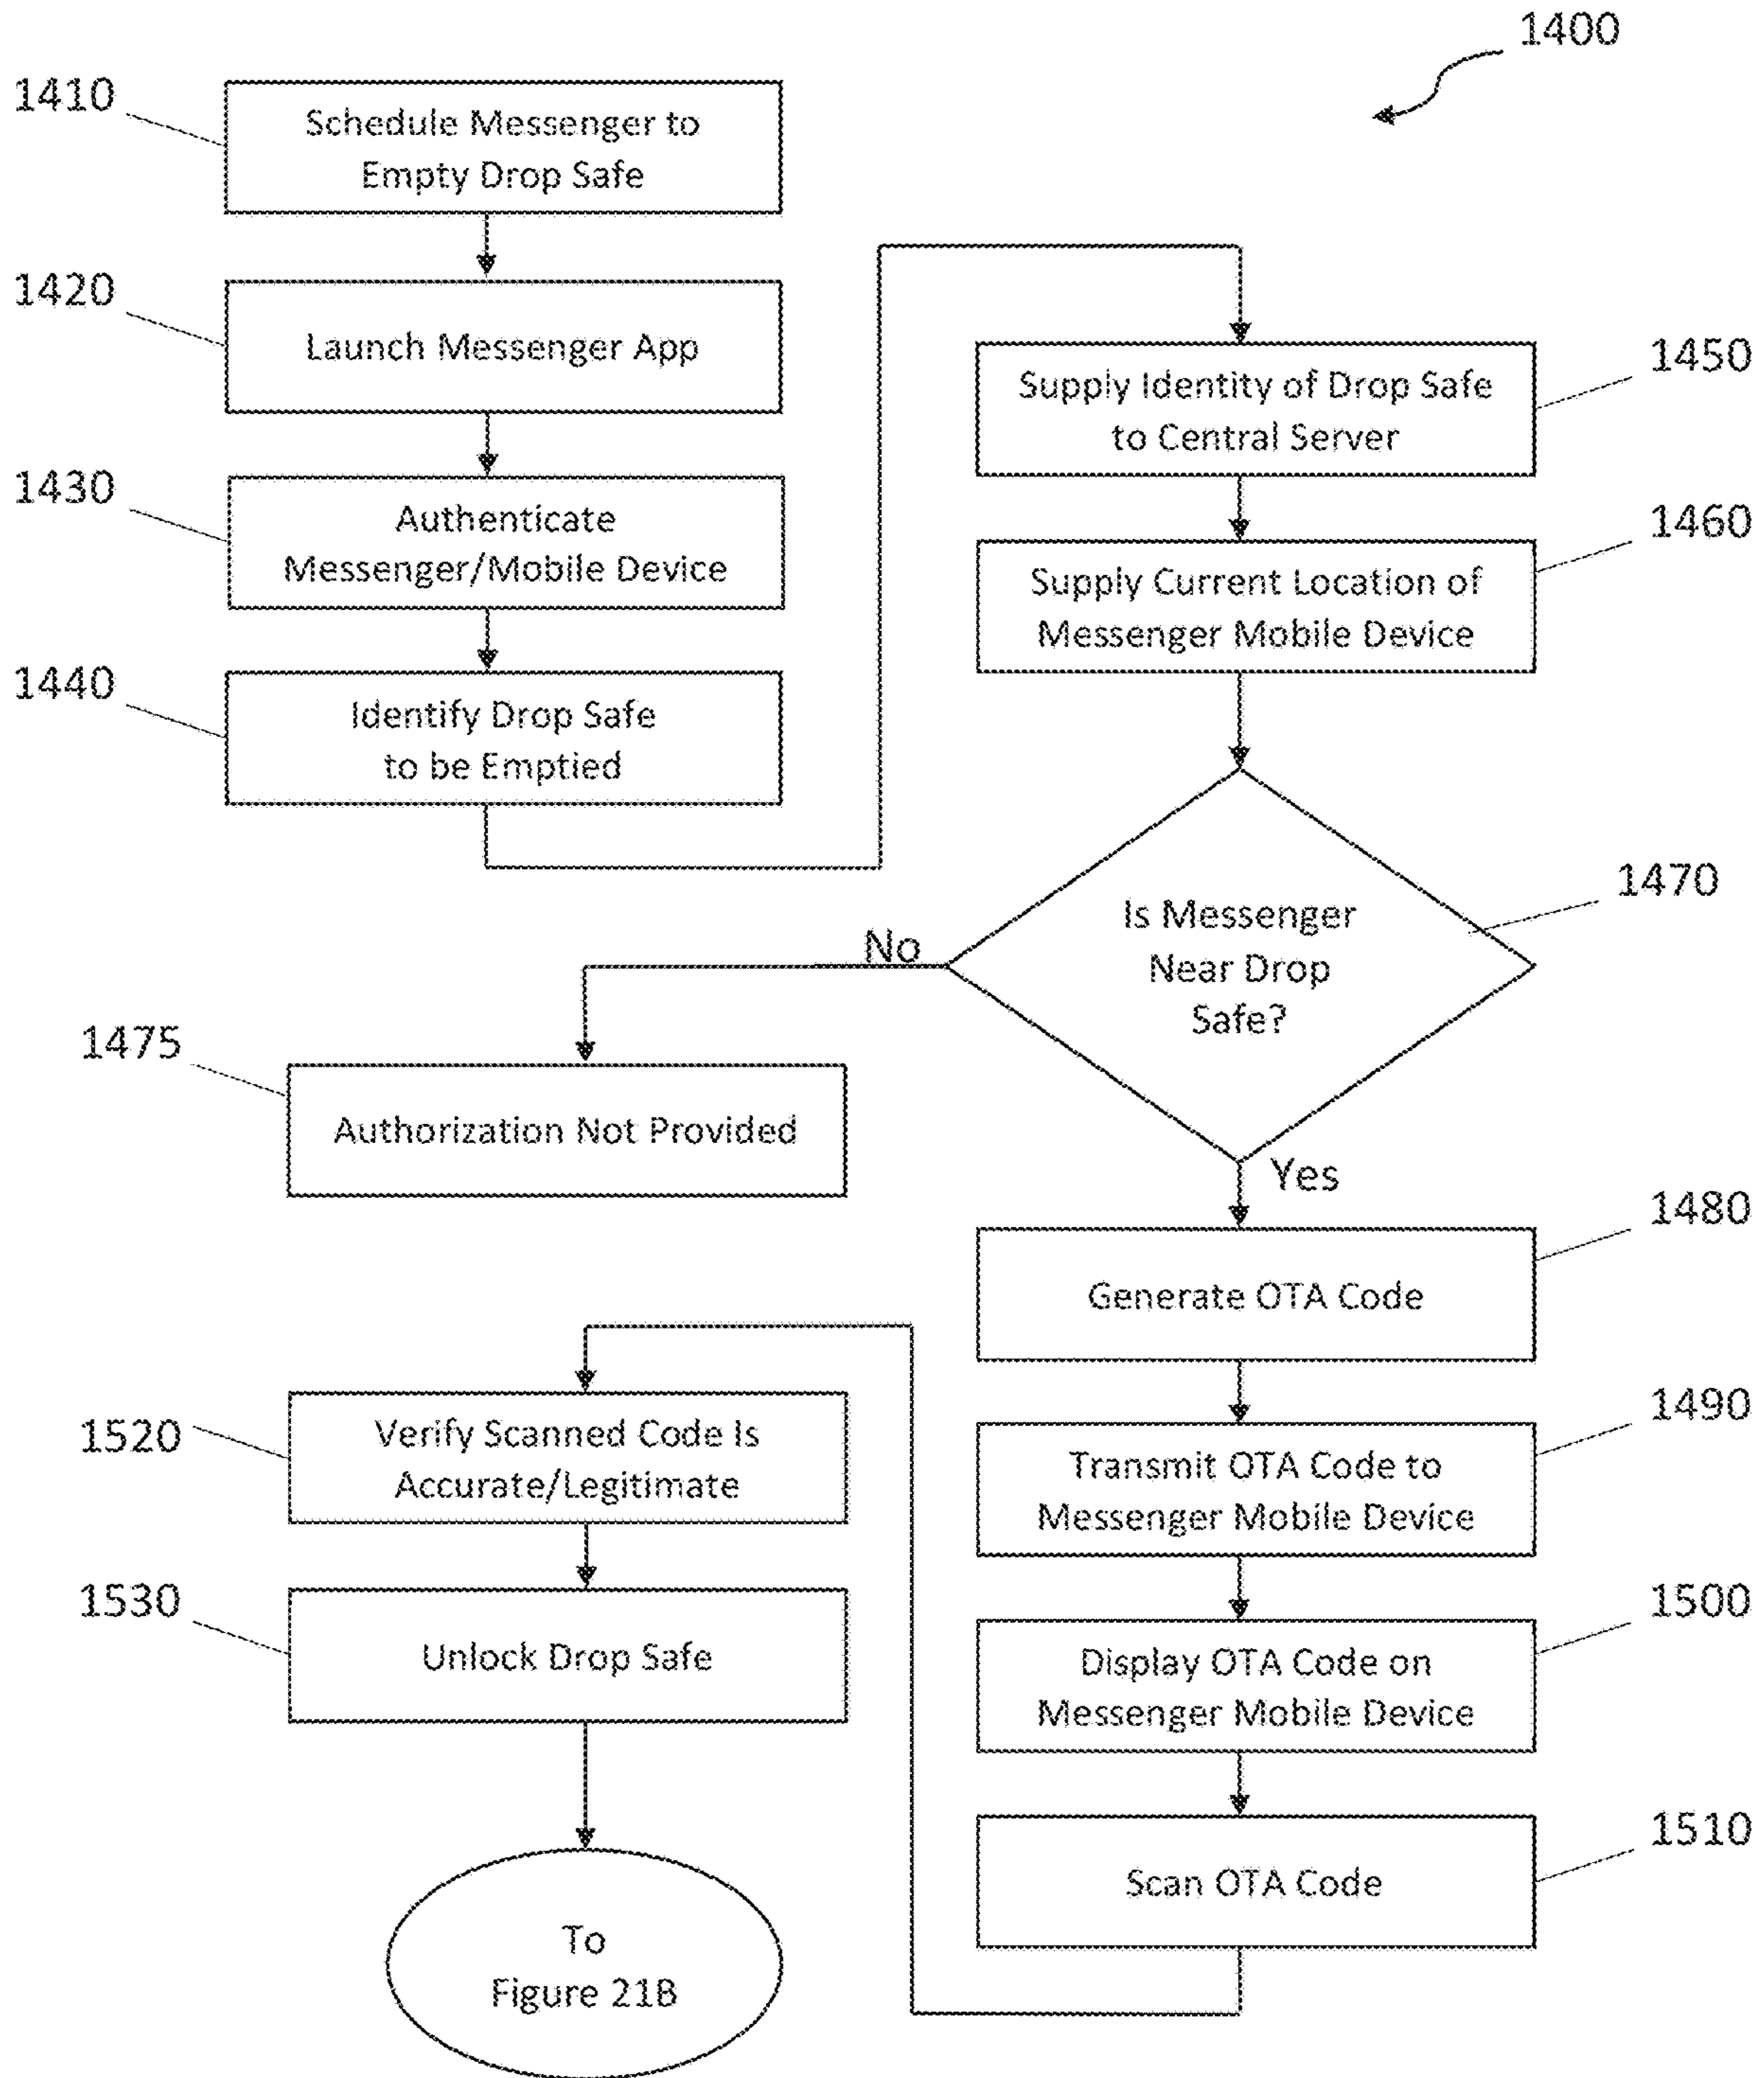 1400
1410
Schedule Messenger to
Empty Drop Safe
1420
Launch Messenger App
1430
Authenticate
Messenger/Mobile Device
1440
Identify Drop Safe
to be Emptied
1450
Supply Identity of Drop Safe
to Central Server
1460
Supply Current Location of
Messenger Mobile Device
1470
Is Messenger
Near Drop
Safe?
No
1475
Authorization Not Provided
Yes
1480
Generate OTA Code
1490
Transmit OTA Code to
Messenger Mobile Device
1500
Display OTA Code on
Messenger Mobile Device
1510
Scan OTA Code
1520
Verify Scanned Code Is
Accurate/Legitimate
1530
Unlock Drop Safe
To
Figure 21B